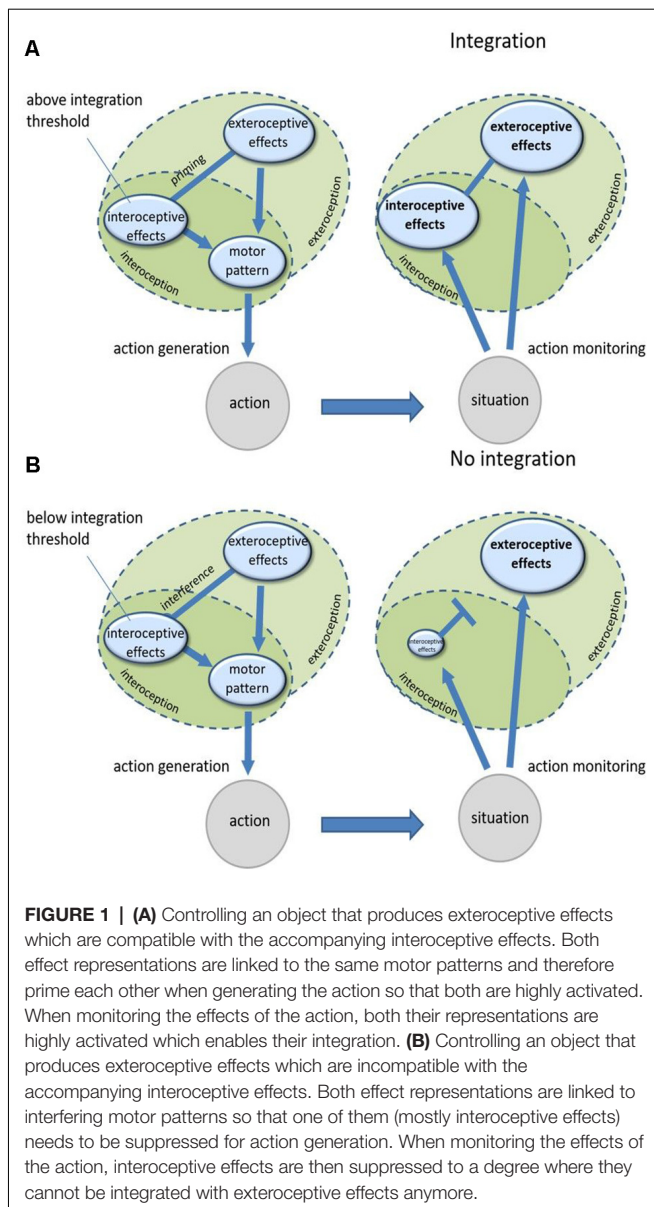 A
Integration
above integration
threshold
exteroceptive
effects
priming
interoceptive
effects
motor
pattern
interoception
exteroception
action generation
action
exteroceptive
effects
interoceptive
effects
interoception
exteroception
action monitoring
situation
B
No integration
below integration
threshold
exteroceptive
effects
interference
interoceptive
effects
motor
pattern
interoception
exteroception
action generation
action
exteroceptive
effects
interoceptive
effects
interoception
exteroception
action monitoring
situation
FIGURE 1 | (A) Controlling an object that produces exteroceptive effects
which are compatible with the accompanying interoceptive effects. Both
effect representations are linked to the same motor patterns and therefore
prime each other when generating the action so that both are highly activated.
When monitoring the effects of the action, both their representations are
highly activated which enables their integration. (B) Controlling an object that
produces exteroceptive effects which are incompatible with the
accompanying interoceptive effects. Both effect representations are linked to
interfering motor patterns so that one of them (mostly interoceptive effects)
needs to be suppressed for action generation. When monitoring the effects of
the action, interoceptive effects are then suppressed to a degree where they
cannot be integrated with exteroceptive effects anymore.